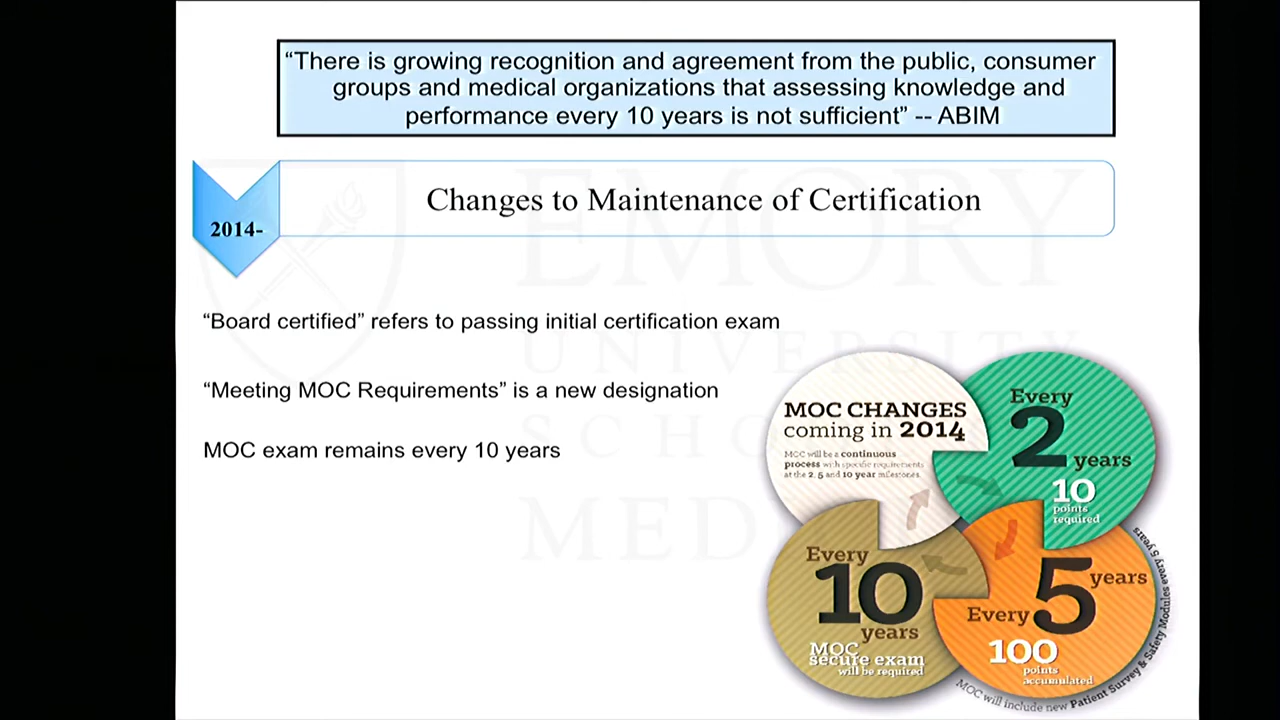 “There is growing recognition and agreement from the public, consumer
groups and medical organizations that assessing knowledge and
performance every 10 years is not sufficient” -- ABIM
Changes to Maintenance of Certification
2014-
EMORY
UNIVERSITY
“Board certified” refers to passing initial certification exam
“Meeting MOC Requirements” is a new designation
MOC exam remains every 10 years
MOC CHANGES
coming in 2014
MOC will be a continuous
process with specific requirements
at the 2, 5 and 10 year milestones.
Every
2
years
10
points
required
Every
10
years
MOC
secure exam
will be required
Every 5 years
100
points
accumulated
MOC will include new Patient Survey & Safety Modules every 5 years